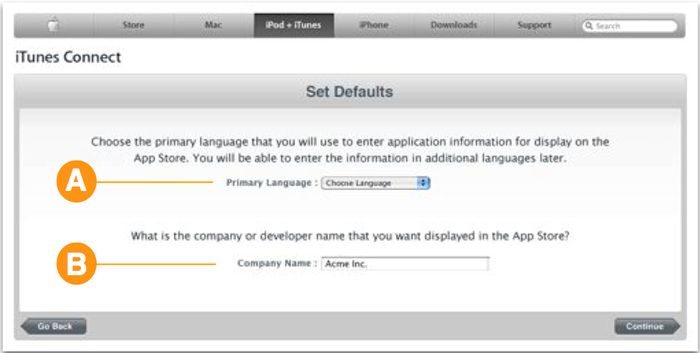 Store Mac iPod + iTunes iPhone Downloads Support Search
iTunes Connect
Set Defaults
Choose the primary language that you will use to enter application information for display on the
App Store. You will be able to enter the information in additional languages later.
A Primary Language : Choose Language
What is the company or developer name that you want displayed in the App Store?
B Company Name : Acme Inc.
Go Back Continue